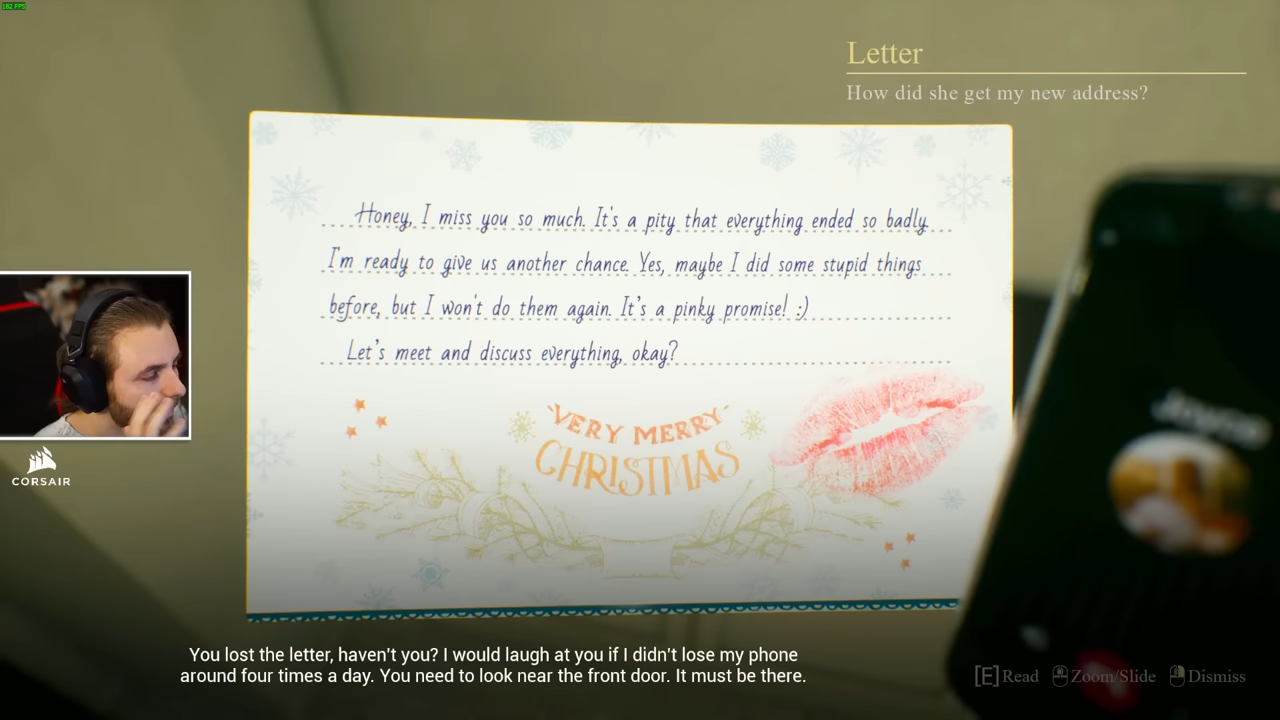 182 FPS
Letter
How did she get my new address?
Honey, I miss you so much. It's a pity that everything ended so badly.
I'm ready to give us another chance. Yes, maybe I did some stupid things
before, but I won't do them again. It's a pinky promise! :)
Let's meet and discuss everything, okay?
VERY MERRY
CHRISTMAS
Joyce
CORSAIR
You lost the letter, haven't you? I would laugh at you if I didn't lose my phone
around four times a day. You need to look near the front door. It must be there.
[E] Read Zoom/Slide Dismiss